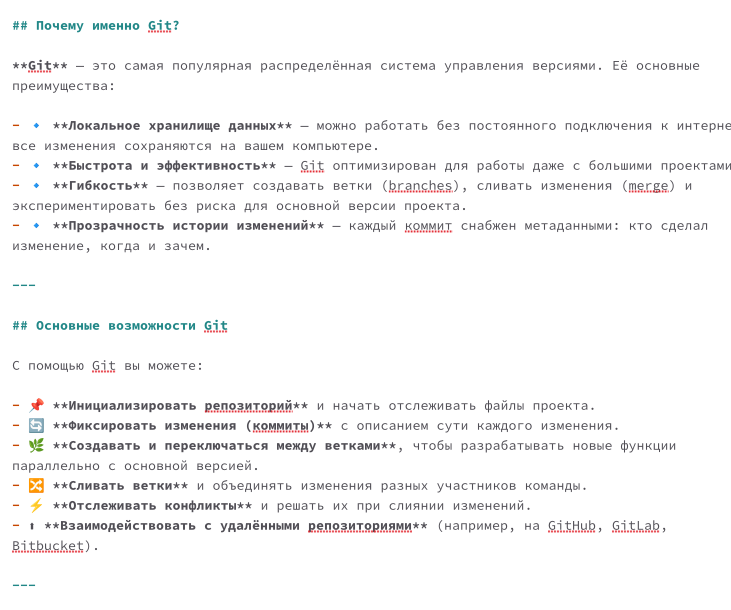 ## Почему именно Git?
**Git** — это самая популярная распределённая система управления версиями. Её основные
преимущества:
- 🔹 **Локальное хранилище данных** — можно работать без постоянного подключения к интерне
все изменения сохраняются на вашем компьютере.
- 🔹 **Быстрота и эффективность** — Git оптимизирован для работы даже с большими проектами
- 🔹 **Гибкость** — позволяет создавать ветки (branches), сливать изменения (merge) и
экспериментировать без риска для основной версии проекта.
- 🔹 **Прозрачность истории изменений** — каждый коммит снабжен метаданными: кто сделал
изменение, когда и зачем.
---
## Основные возможности Git
С помощью Git вы можете:
- 📌 **Инициализировать репозиторий** и начать отслеживать файлы проекта.
- 🔄 **Фиксировать изменения (коммиты)** с описанием сути каждого изменения.
- 🌿 **Создавать и переключаться между ветками**, чтобы разрабатывать новые функции
параллельно с основной версией.
- 🔀 **Сливать ветки** и объединять изменения разных участников команды.
- ⚡ **Отслеживать конфликты** и решать их при слиянии изменений.
- ⬆ **Взаимодействовать с удалёнными репозиториями** (например, на GitHub, GitLab,
Bitbucket).
---